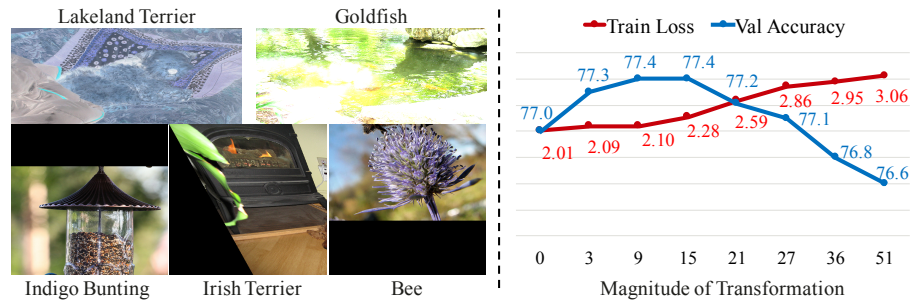 Lakeland Terrier
Goldfish
Indigo Bunting
Irish Terrier
Bee
Train Loss
Val Accuracy
77.0
77.3
77.4
77.4
77.2
77.1
76.8
76.6
2.01
2.09
2.10
2.28
2.59
2.86
2.95
3.06
0 3 9 15 21 27 36 51
Magnitude of Transformation